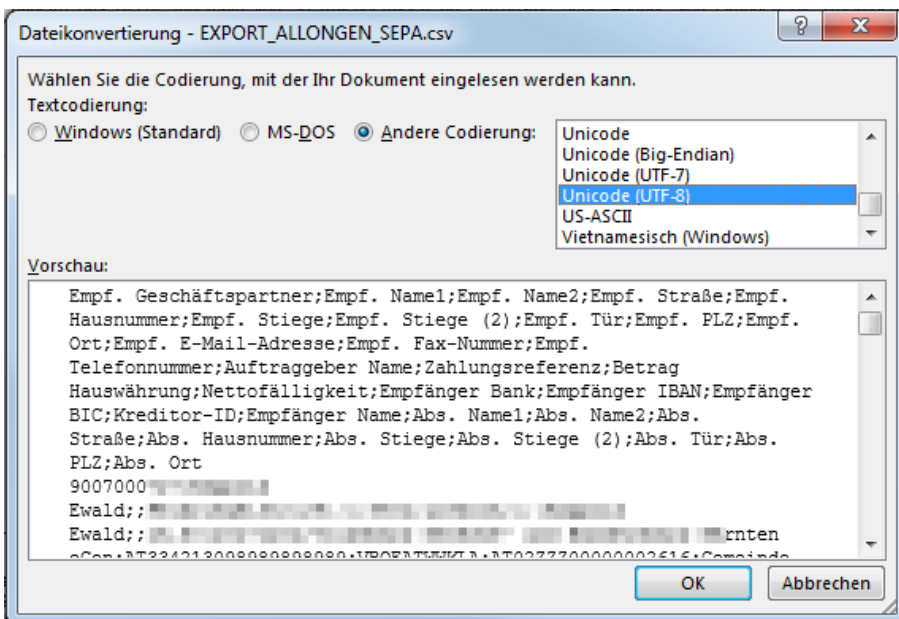 Dateikonvertierung - EXPORT_ALLONGEN_SEPA.csv
Wählen Sie die Codierung, mit der Ihr Dokument eingelesen werden kann.
Textcodierung:
Windows (Standard) MS-DOS Andere Codierung:
Unicode
Unicode (Big-Endian)
Unicode (UTF-7)
Unicode (UTF-8)
US-ASCII
Vietnamesisch (Windows)
Vorschau:
Empf. Geschäftspartner;Empf. Name1;Empf. Name2;Empf. Straße;Empf.
Hausnummer;Empf. Stiege;Empf. Stiege (2);Empf. Tür;Empf. PLZ;Empf.
Ort;Empf. E-Mail-Adresse;Empf. Fax-Nummer;Empf.
Telefonnummer;Auftraggeber Name;Zahlungsreferenz;Betrag
Hauswährung;Nettofälligkeit;Empfänger Bank;Empfänger IBAN;Empfänger
BIC;Kreditor-ID;Empfänger Name;Abs. Name1;Abs. Name2;Abs.
Straße;Abs. Hausnummer;Abs. Stiege;Abs. Stiege (2);Abs. Tür;Abs.
PLZ;Abs. Ort
9007000
Ewald;;
Ewald;; rnten
OK Abbrechen